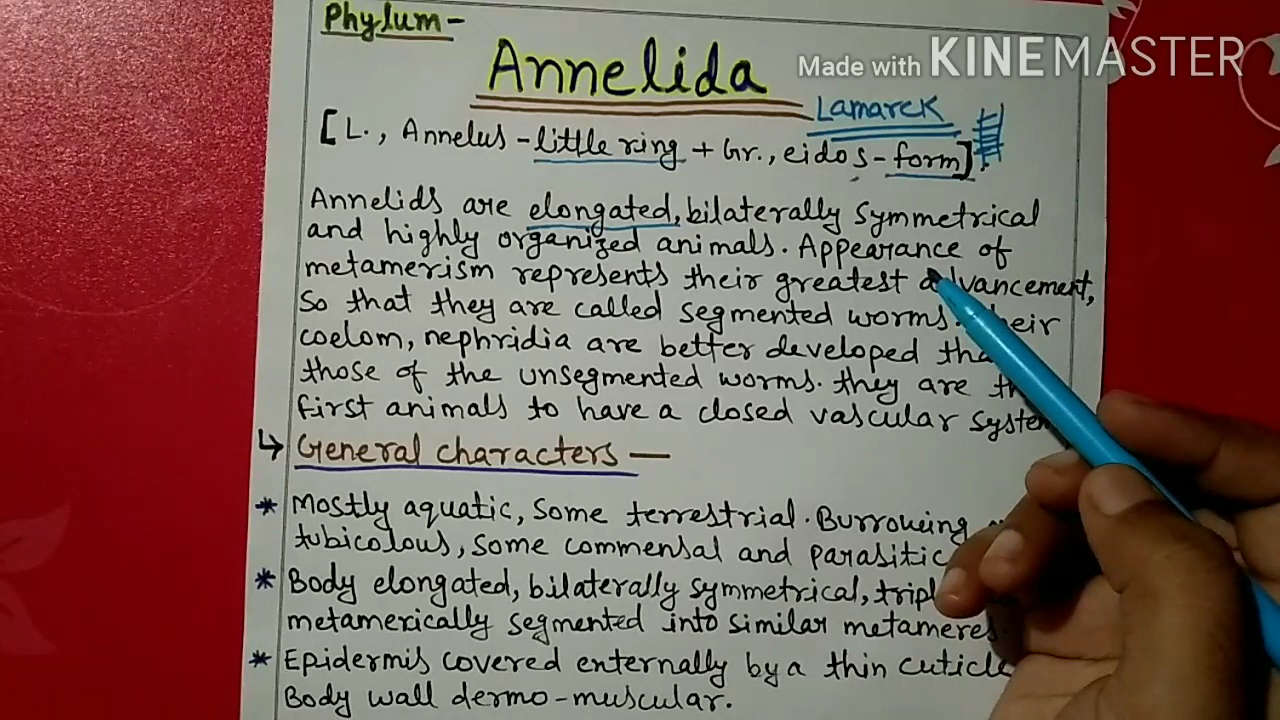 Phylum-
Made with KINEMASTER
Annelida
Lamarck
[L., Annelus - little ring + Gr., eidos - form]
Annelids are elongated, bilaterally symmetrical
and highly organized animals. Appearance of
metamerism represents their greatest advancement,
so that they are called segmented worms.
coelom, nephridia are better developed
those of the unsegmented worms. they are
first animals to have a closed vascular system
↳ General characters —
* Mostly aquatic, some terrestrial. Burrowing
tubicolous, some commensal and parasitic
* Body elongated, bilaterally symmetrical,
metamerically segmented into similar metameres.
* Epidermis covered enternally by a thin cuticle
Body wall dermo-muscular.